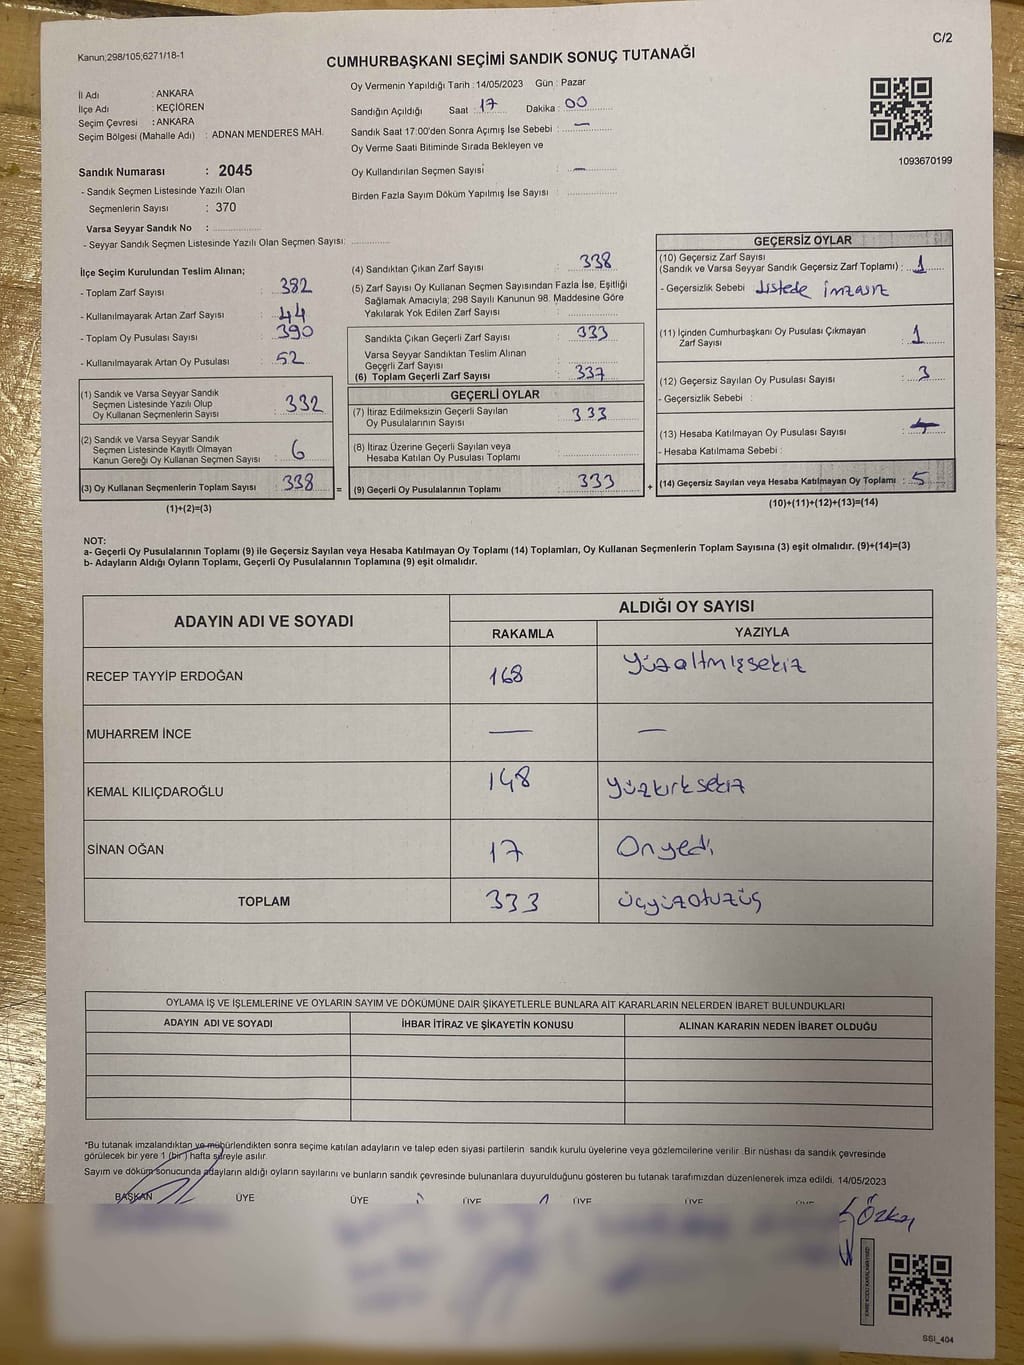 C/2
Kanun;298/105;6271/18-1
CUMHURBAŞKANI SEÇİMİ SANDIK SONUÇ TUTANAĞI
İl Adı : ANKARA
İlçe Adı : KEÇİÖREN
Seçim Çevresi : ANKARA
Seçim Bölgesi (Mahalle Adı) : ADNAN MENDERES MAH.
Sandık Numarası : 2045
- Sandık Seçmen Listesinde Yazılı Olan
Seçmenlerin Sayısı : 370
Varsa Seyyar Sandık No :
- Seyyar Sandık Listesinde Yazılı Olan Seçmen Sayısı:
Oy Vermenin Yapıldığı Tarih : 14/05/2023 Gün : Pazar
Sandığın Açıldığı Saat : 17 Dakika : 00
Sandık Saat 17:00'den Sonra Açımış İse Sebebi : —
Oy Verme Saati Bitiminde Sırada Bekleyen ve
Oy Kullandırılan Seçmen Sayısı : —
Birden Fazla Sayım Döküm Yapılmış İse Sayısı :
1093670199
İlçe Seçim Kurulundan Teslim Alınan;
- Toplam Zarf Sayısı : 382
- Kullanılmayarak Artan Zarf Sayısı : 44
- Toplam Oy Pusulası Sayısı : 390
- Kullanılmayarak Artan Oy Pusulası : 52
(1) Sandık ve Varsa Seyyar Sandık
Seçmen Listesinde Yazılı Olup
Oy Kullanan Seçmenlerin Sayısı : 332
(2) Sandık ve Varsa Seyyar Sandık
Seçmen Listesinde Kayıtlı Olmayan
Kanun Gereği Oy Kullanan Seçmen Sayısı : 6
(3) Oy Kullanan Seçmenlerin Toplam Sayısı : 338
(1)+(2)=(3)
(4) Sandıktan Çıkan Zarf Sayısı : 338
(5) Zarf Sayısı Oy Kullanan Seçmen Sayısından Fazla İse, Eşitliği
Sağlamak Amacıyla; 298 Sayılı Kanunun 98. Maddesine Göre
Yakılarak Yok Edilen Zarf Sayısı :
Sandıkta Çıkan Geçerli Zarf Sayısı : 333
Varsa Seyyar Sandıktan Teslim Alınan
Geçerli Zarf Sayısı :
(6) Toplam Geçerli Zarf Sayısı : 337
GEÇERLİ OYLAR
(7) İtiraz Edilmeksizin Geçerli Sayılan
Oy Pusulalarının Sayısı : 333
(8) İtiraz Üzerine Geçerli Sayılan veya
Hesaba Katılan Oy Pusulası Toplamı :
= (9) Geçerli Oy Pusulalarının Toplamı : 333 +
GEÇERSİZ OYLAR
(10) Geçersiz Zarf Sayısı
(Sandık ve Varsa Seyyar Sandık Geçersiz Zarf Toplamı) : 1
- Geçersizlik Sebebi Listede imzasız
(11) İçinden Cumhurbaşkanı Oy Pusulası Çıkmayan
Zarf Sayısı : 1
(12) Geçersiz Sayılan Oy Pusulası Sayısı : 3
- Geçersizlik Sebebi :
(13) Hesaba Katılmayan Oy Pusulası Sayısı :
- Hesaba Katılmama Sebebi :
(14) Geçersiz Sayılan veya Hesaba Katılmayan Oy Toplamı : 5
(10)+(11)+(12)+(13)=(14)
NOT:
a- Geçerli Oy Pusulalarının Toplamı (9) ile Geçersiz Sayılan veya Hesaba Katılmayan Oy Toplamı (14) Toplamları, Oy Kullanan Seçmenlerin Toplam Sayısına (3) eşit olmalıdır. (9)+(14)=(3)
b- Adayların Aldığı Oyların Toplamı, Geçerli Oy Pusulalarının Toplamına (9) eşit olmalıdır.
ADAYIN ADI VE SOYADI
ALDIĞI OY SAYISI
RAKAMLA YAZIYLA
RECEP TAYYİP ERDOĞAN 168 Yüzaltmışsekiz
MUHARREM İNCE — —
KEMAL KILIÇDAROĞLU 148 Yüzkırksekiz
SİNAN OĞAN 17 Onyedi
TOPLAM 333 üçyüzotuzüç
OYLAMA İŞ VE İŞLEMLERİNE VE OYLARIN SAYIM VE DÖKÜMÜNE DAİR ŞİKAYETLERLE BUNLARA AİT KARARLARIN NELERDEN İBARET BULUNDUKLARI
ADAYIN ADI VE SOYADI İHBAR İTİRAZ VE ŞİKAYETİN KONUSU ALINAN KARARIN NEDEN İBARET OLDUĞU
*Bu tutanak imzalandıktan ve mühürlendikten sonra seçime katılan adayların ve talep eden siyasi partilerin sandık kurulu üyelerine veya gözlemcilerine verilir. Bir nüshası da sandık çevresinde
görülecek bir yere 1 (bir) hafta süreyle asılır.
Sayım ve döküm sonucunda adayların aldığı oyların sayılarını ve bunların sandık çevresinde bulunanlara duyurulduğunu gösteren bu tutanak tarafımızdan düzenlenerek imza edildi. 14/05/2023
BAŞKAN ÜYE ÜYE ÜYE ÜYE ÜYE
SSİ_404